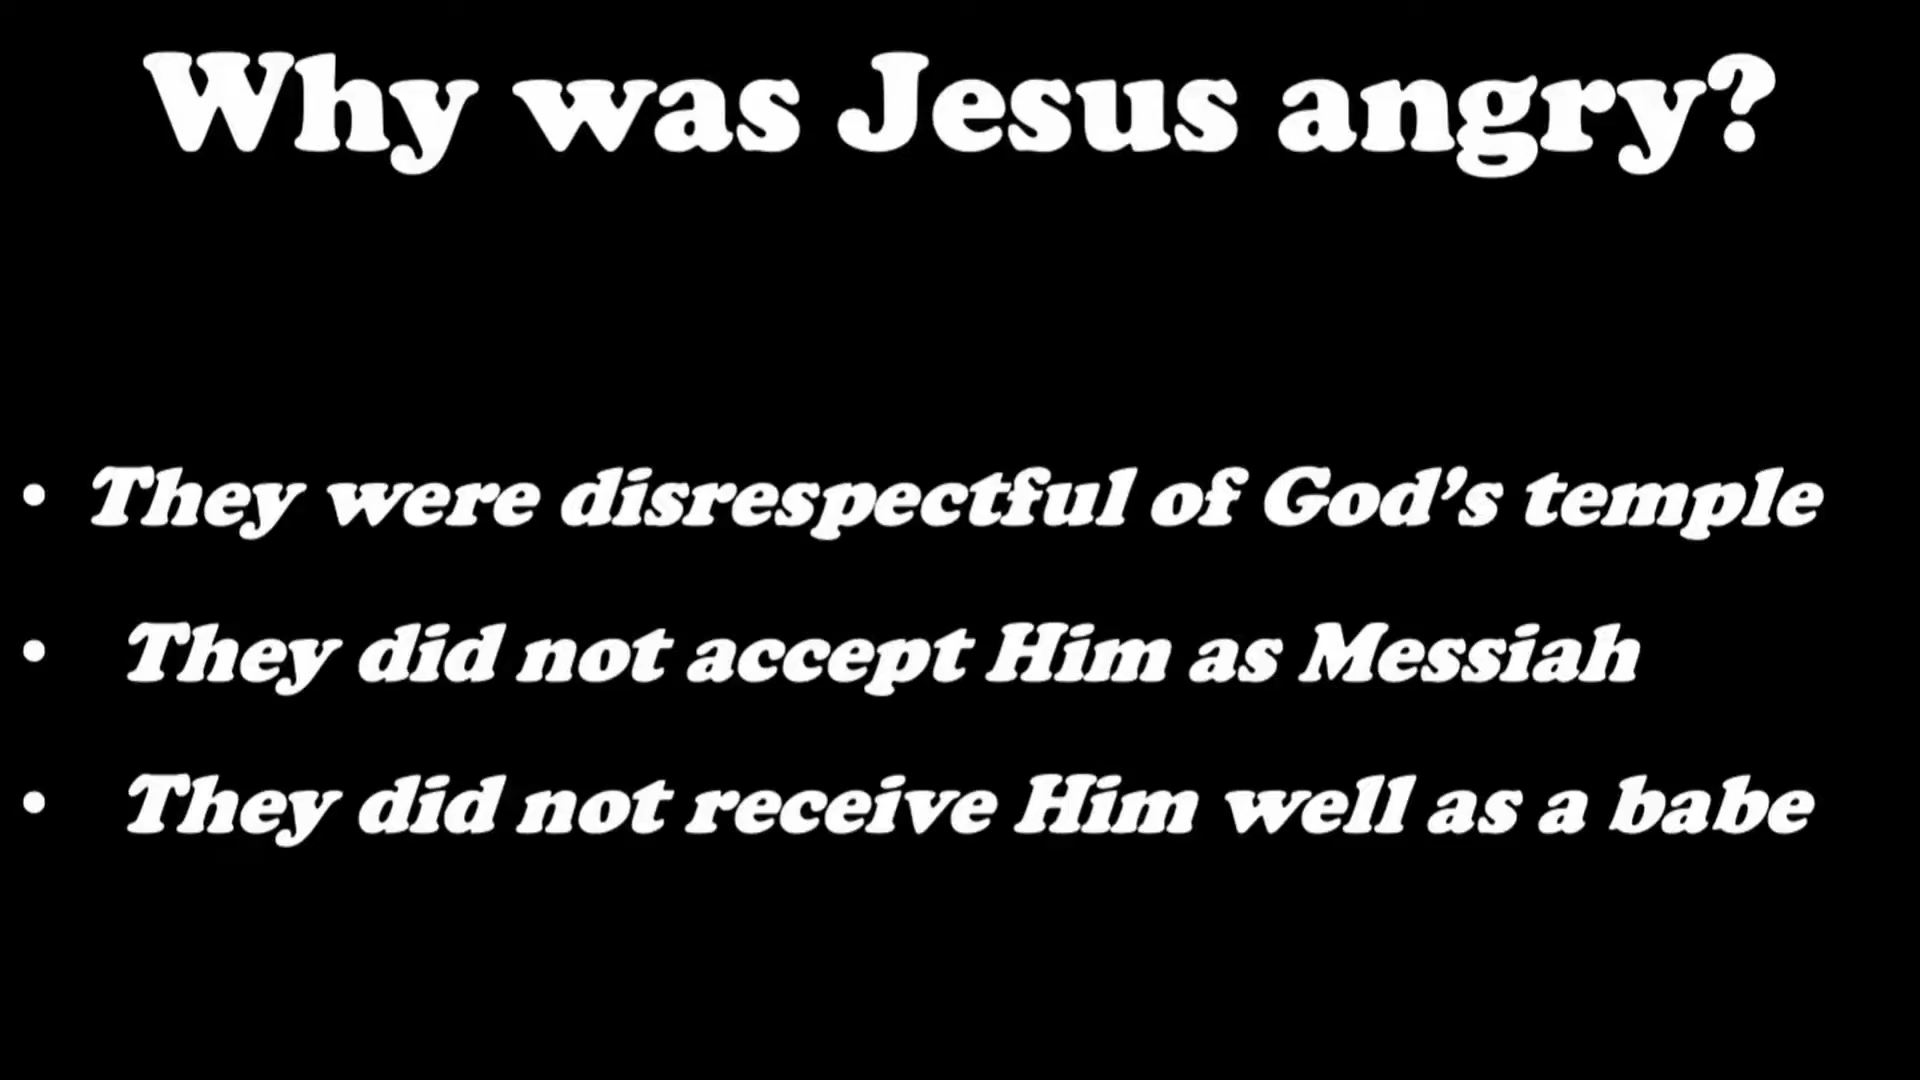 Why was Jesus angry?
• They were disrespectful of God's temple
• They did not accept Him as Messiah
• They did not receive Him well as a babe